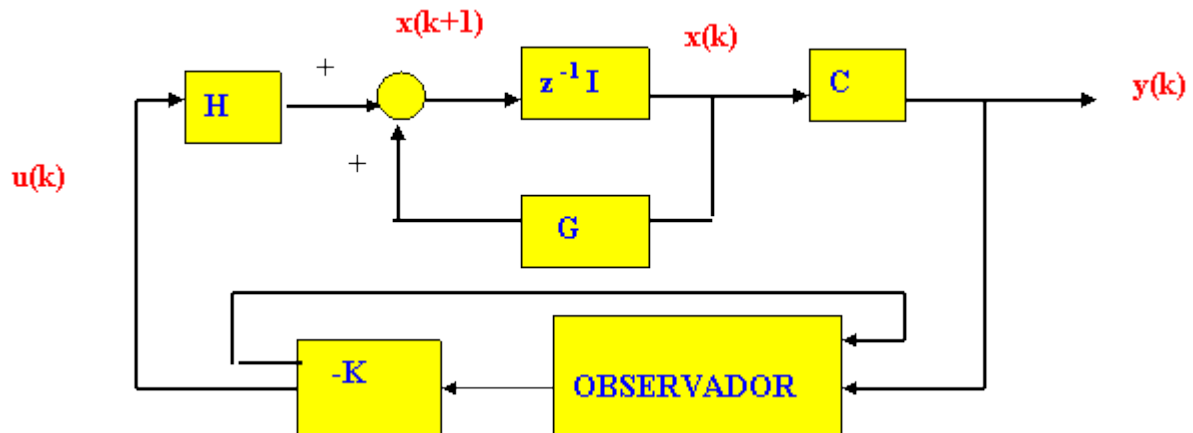 x(k+1)
x(k)
+
H
z⁻¹ I
C
y(k)
+
u(k)
G
-K
OBSERVADOR